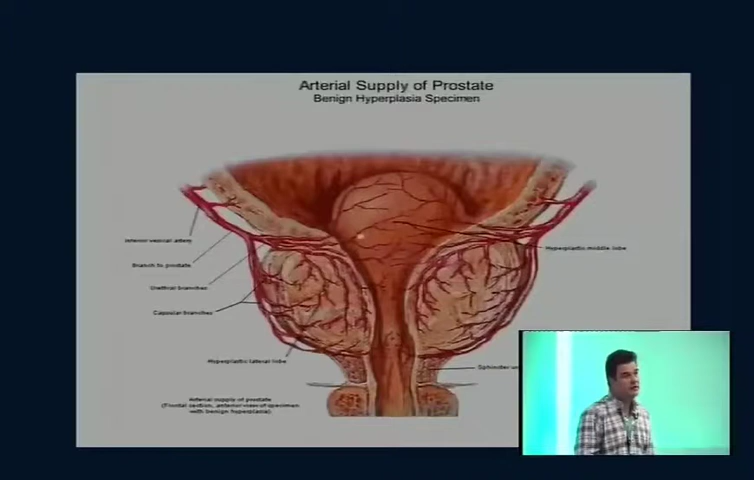 Arterial Supply of Prostate
Benign Hyperplasia Specimen
Inferior vesical artery
Branch to prostate
Urethral branches
Capsular branches
Hyperplastic lateral lobe
Hyperplastic middle lobe
Sphincter
Arterial supply of prostate
(Frontal section, anterior view of specimen
with benign hyperplasia).